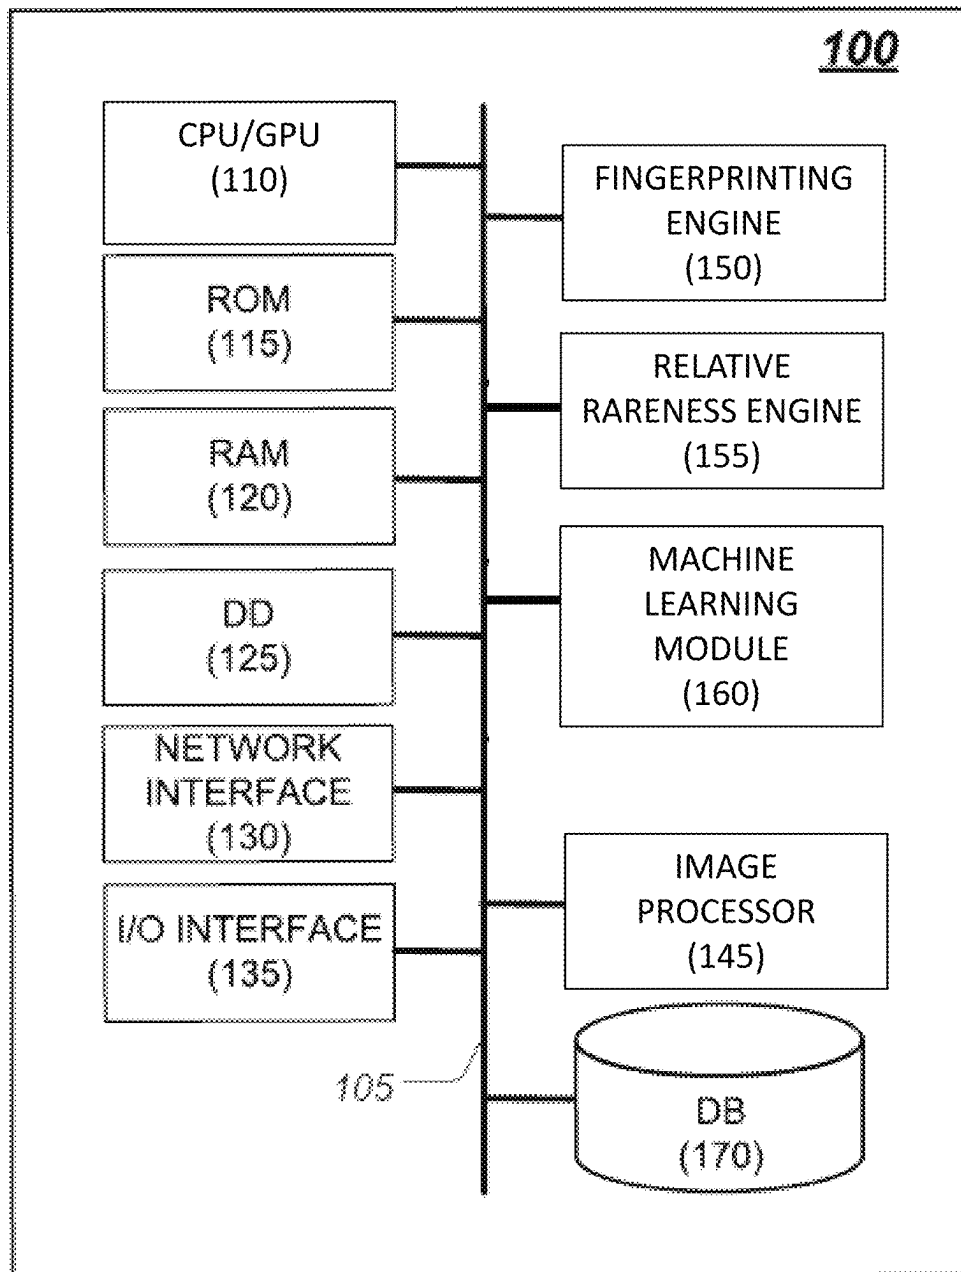 100
CPU/GPU
(110)
ROM
(115)
RAM
(120)
DD
(125)
NETWORK
INTERFACE
(130)
I/O INTERFACE
(135)
105
FINGERPRINTING
ENGINE
(150)
RELATIVE
RARENESS ENGINE
(155)
MACHINE
LEARNING
MODULE
(160)
IMAGE
PROCESSOR
(145)
DB
(170)